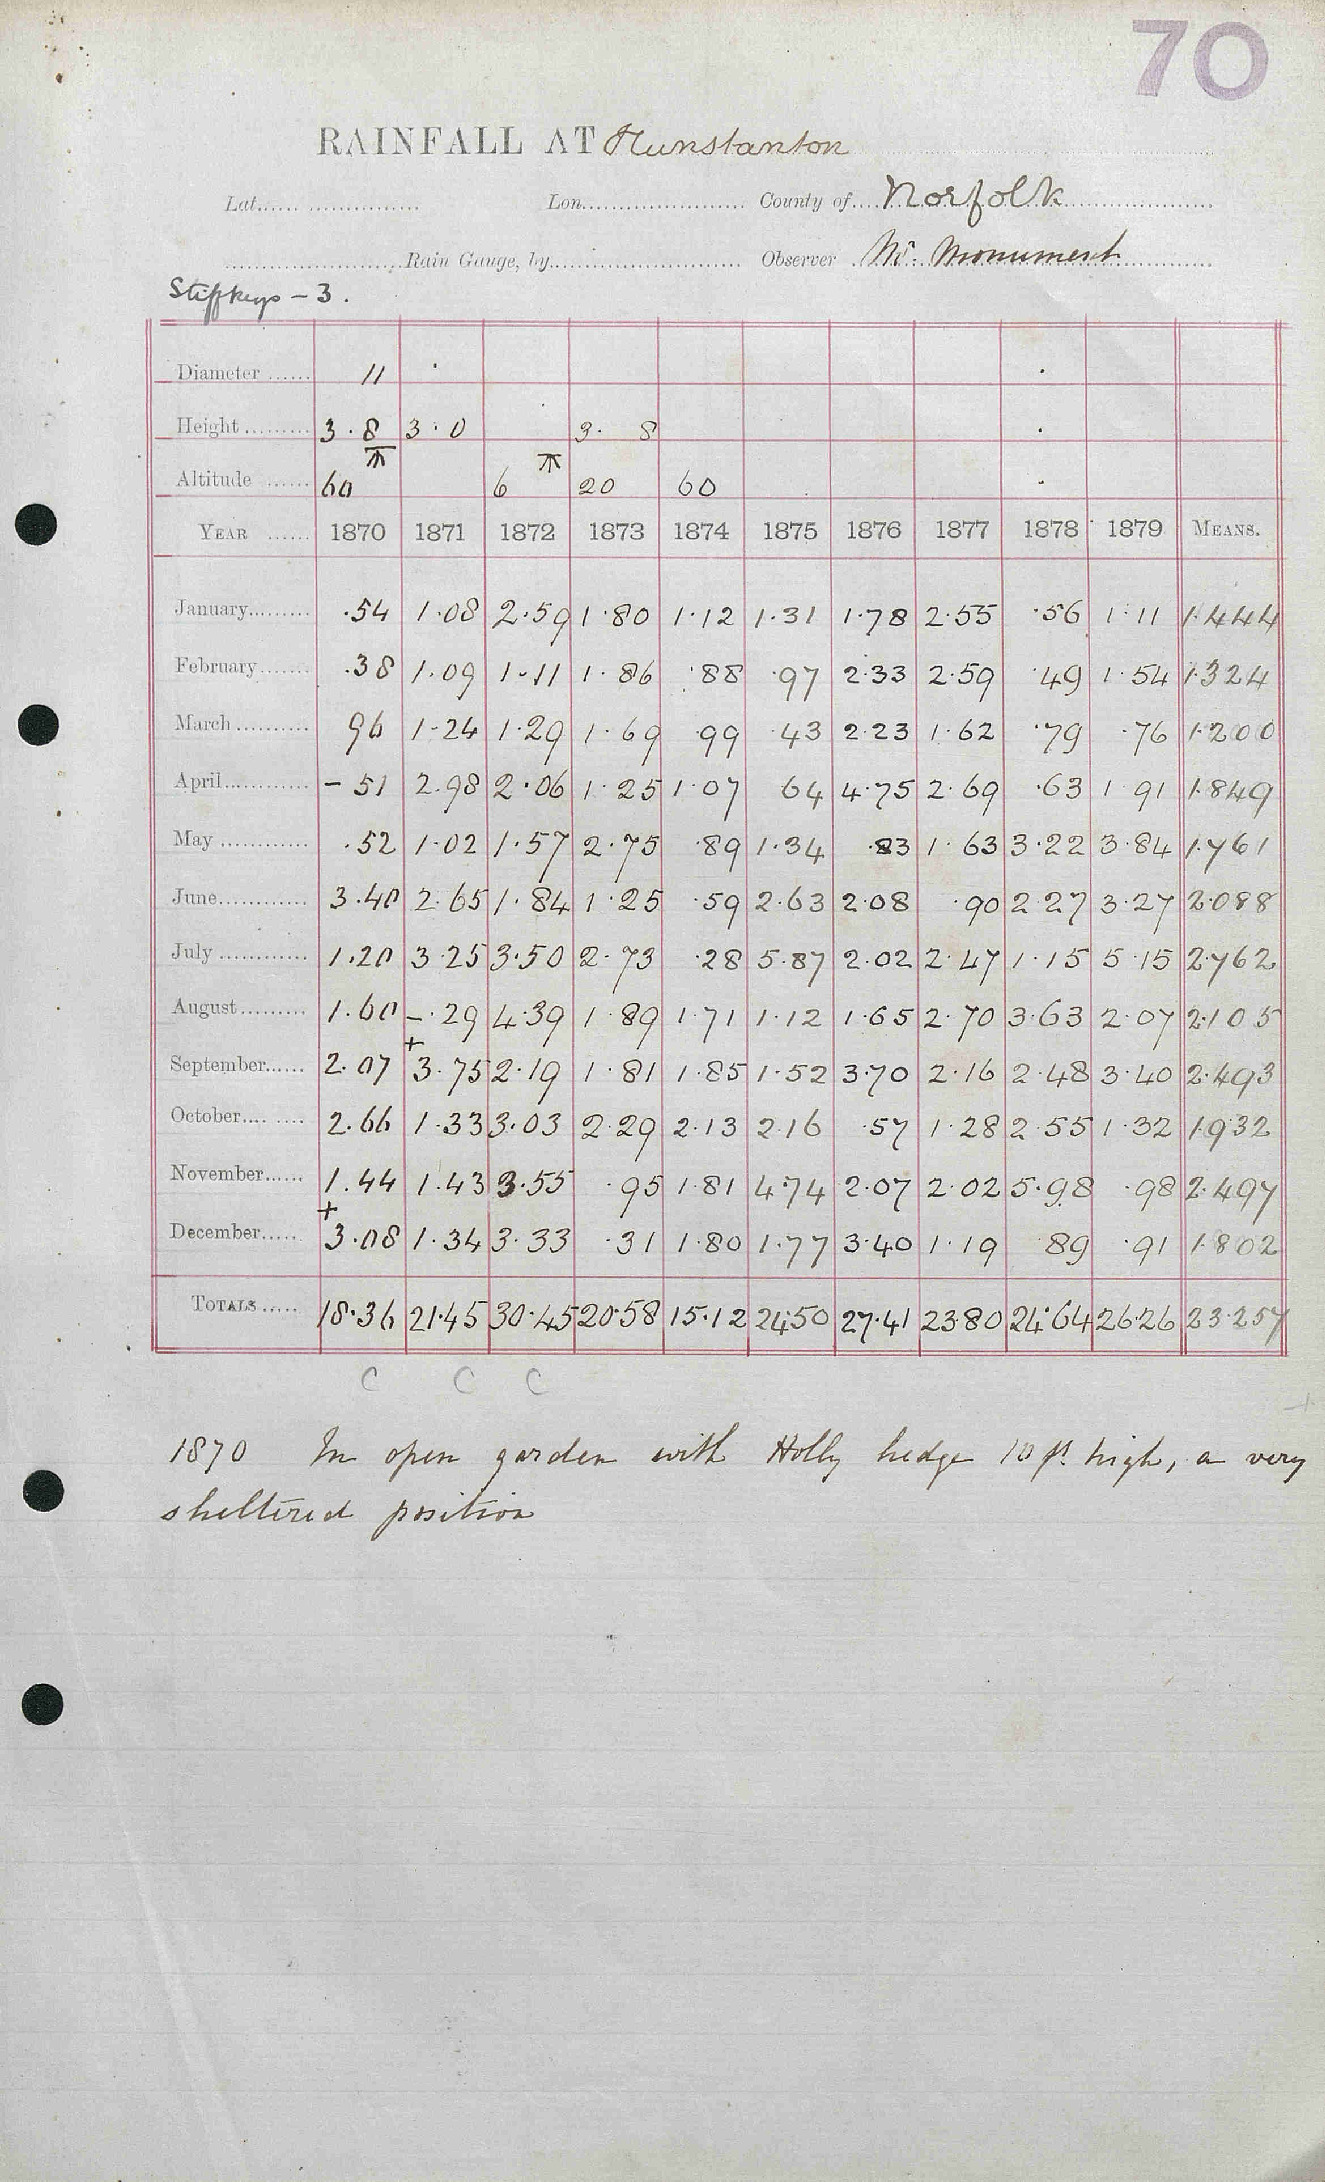 70
RAINFALL AT Hunstanton
Lat. Lon. County of Norfolk
Rain Gauge, by Observer Mr. Monument
Stiffkeys - 3.
Diameter 11
Height 3.8 3.0 3. 8
Altitude 60 6 20 60
YEAR 1870 1871 1872 1873 1874 1875 1876 1877 1878 1879 MEANS.
January .54 1.08 2.59 1.80 1.12 1.31 1.78 2.55 .56 1.11 1.444
February .38 1.09 1.11 1.86 .88 .97 2.33 2.59 .49 1.54 1.324
March 96 1.24 1.29 1.69 .99 .43 2.23 1.62 .79 .76 1.200
April - 51 2.98 2.06 1.25 1.07 64 4.75 2.69 .63 1 91 1.849
May .52 1.02 1.57 2.75 .89 1.34 .83 1.63 3.22 3.84 1.761
June 3.40 2.65 1.84 1.25 .59 2.63 2.08 .90 2.27 3.27 2.088
July 1.20 3.25 3.50 2.73 .28 5.87 2.02 2.47 1.15 5.15 2.762
August 1.60 -.29 4.39 1.89 1.71 1.12 1.65 2.70 3.63 2.07 2.105
September 2.07 +3.75 2.19 1.81 1.85 1.52 3.70 2.16 2.48 3.40 2.493
October 2.66 1.33 3.03 2.29 2.13 2.16 .57 1.28 2.55 1.32 1.932
November 1.44 1.43 3.55 .95 1.81 4.74 2.07 2.02 5.98 .98 2.497
December +3.08 1.34 3.33 .31 1.80 1.77 3.40 1.19 89 .91 1.802
TOTALS 18.36 21.45 30.45 20.58 15.12 24.50 27.41 23.80 24.64 26.26 23.257
C C C
1870 In open garden with Holly hedge 10 ft. high, a very
sheltered position